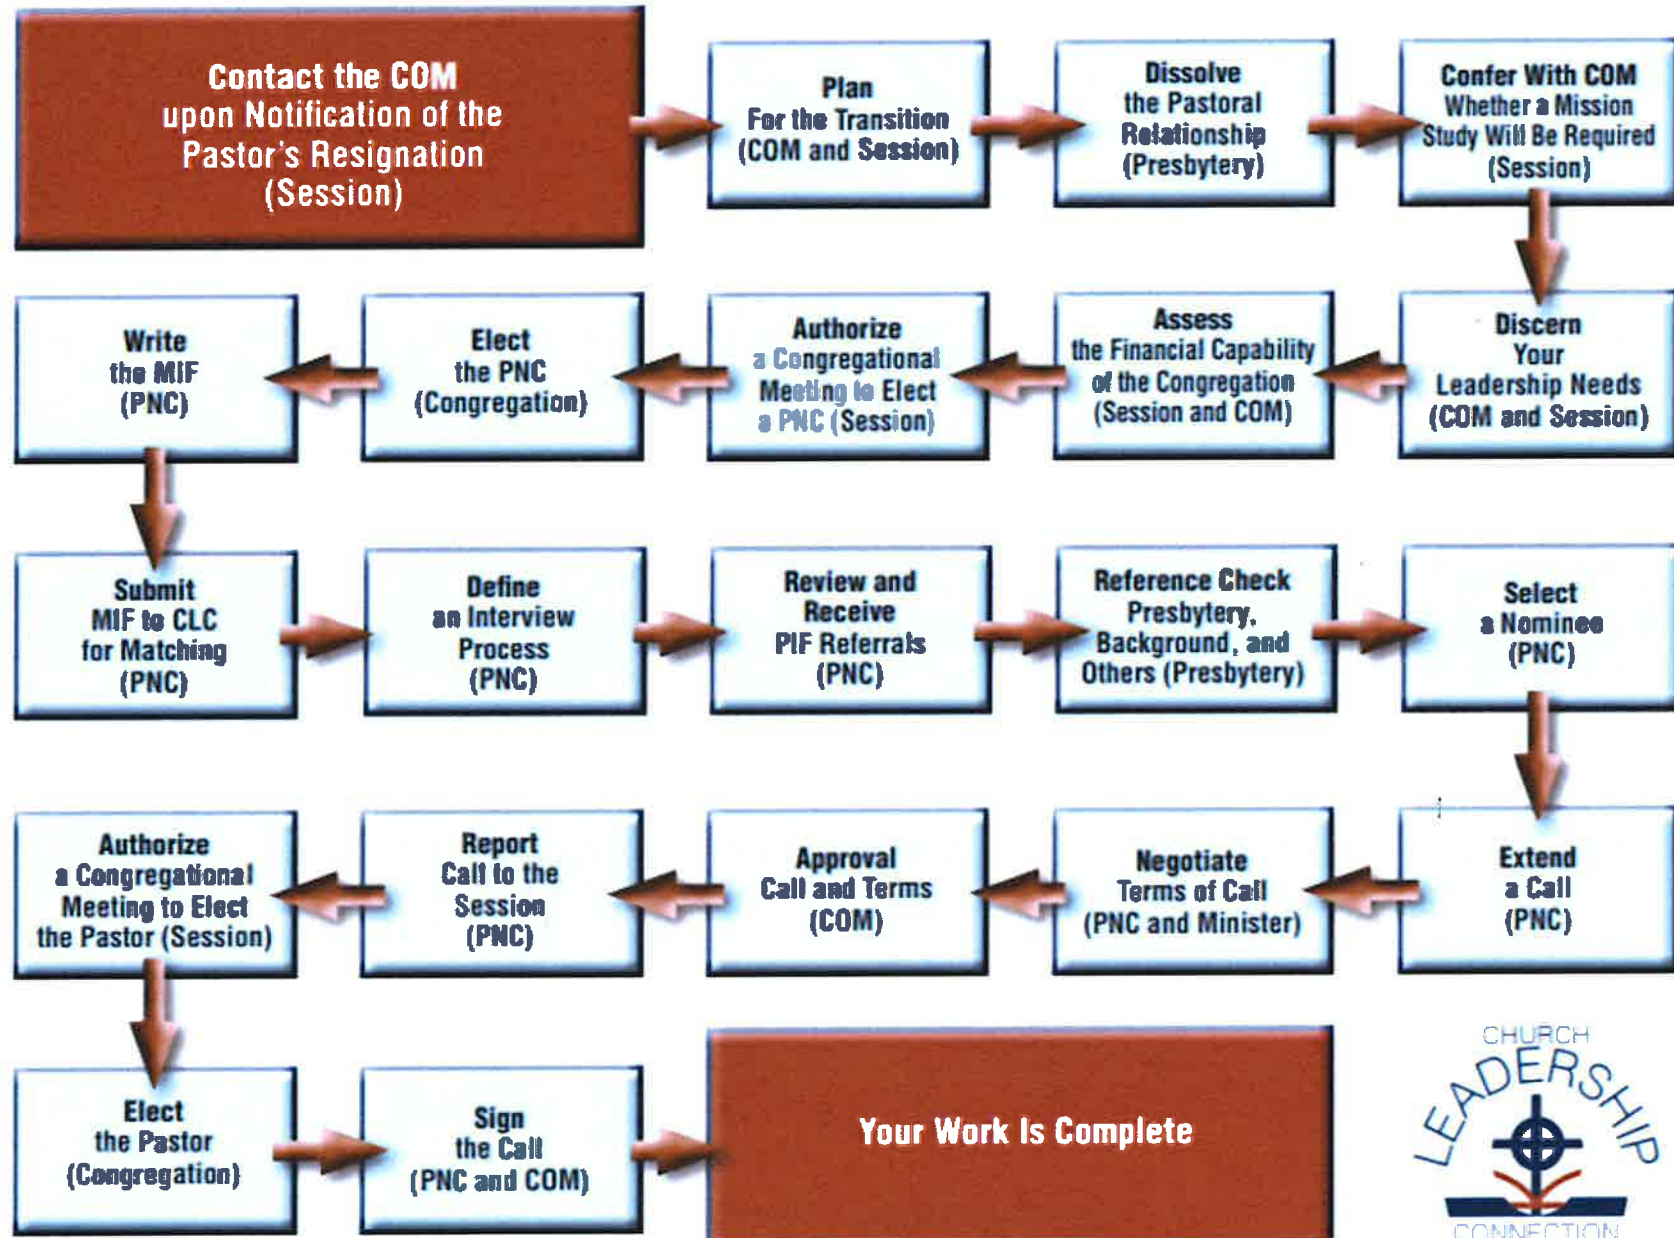 Contact the COM
upon Notification of the
Pastor's Resignation
(Session)
Plan
For the Transition
(COM and Session)
Dissolve
the Pastoral
Relationship
(Presbytery)
Confer With COM
Whether a Mission
Study Will Be Required
(Session)
Discern
Your
Leadership Needs
(COM and Session)
Assess
the Financial Capability
of the Congregation
(Session and COM)
Authorize
a Congregational
Meeting to Elect
a PNC (Session)
Elect
the PNC
(Congregation)
Write
the MIF
(PNC)
Submit
MIF to CLC
for Matching
(PNC)
Define
an Interview
Process
(PNC)
Review and
Receive
PIF Referrals
(PNC)
Reference Check
Presbytery,
Background, and
Others (Presbytery)
Select
a Nominee
(PNC)
Extend
a Call
(PNC)
Negotiate
Terms of Call
(PNC and Minister)
Approval
Call and Terms
(COM)
Report
Call to the
Session
(PNC)
Authorize
a Congregational
Meeting to Elect
the Pastor (Session)
Elect
the Pastor
(Congregation)
Sign
the Call
(PNC and COM)
Your Work Is Complete
CHURCH
LEADERSHIP
CONNECTION